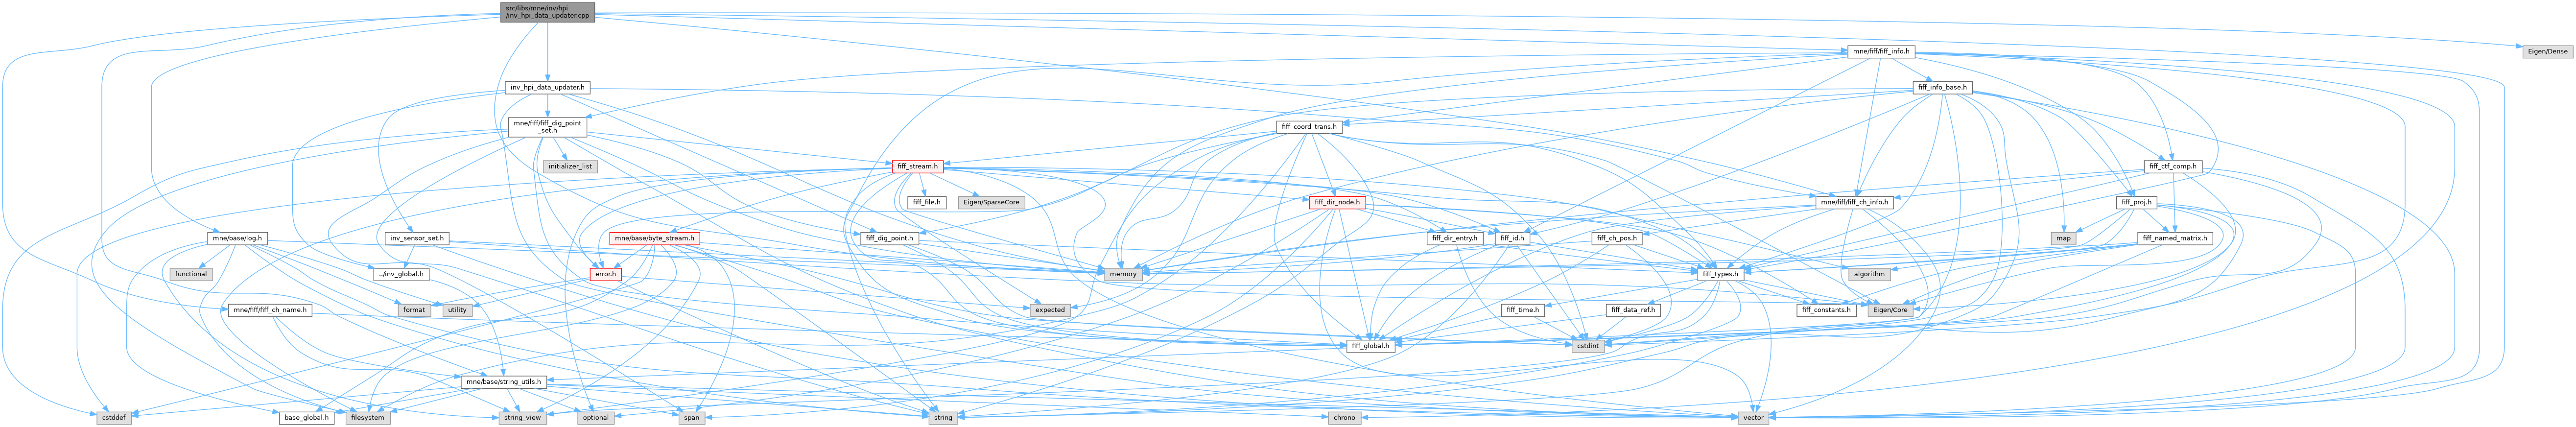 src/libs/mne/inv/hpi
/inv_hpi_data_updater.cpp
mne/fiff/fiff_info.h
Eigen/Dense
inv_hpi_data_updater.h
fiff_info_base.h
mne/fiff/fiff_dig_point
_set.h
fiff_coord_trans.h
initializer_list
fiff_stream.h
fiff_ctf_comp.h
fiff_file.h
Eigen/SparseCore
fiff_dir_node.h
mne/fiff/fiff_ch_info.h
fiff_proj.h
mne/base/log.h
inv_sensor_set.h
mne/base/byte_stream.h
fiff_dig_point.h
fiff_dir_entry.h
fiff_id.h
fiff_ch_pos.h
map
fiff_named_matrix.h
functional
../inv_global.h
error.h
memory
fiff_types.h
algorithm
mne/fiff/fiff_ch_name.h
format
utility
expected
fiff_time.h
fiff_data_ref.h
fiff_constants.h
Eigen/Core
fiff_global.h
cstdint
mne/base/string_utils.h
cstddef
base_global.h
filesystem
string_view
optional
chrono
span
string
vector